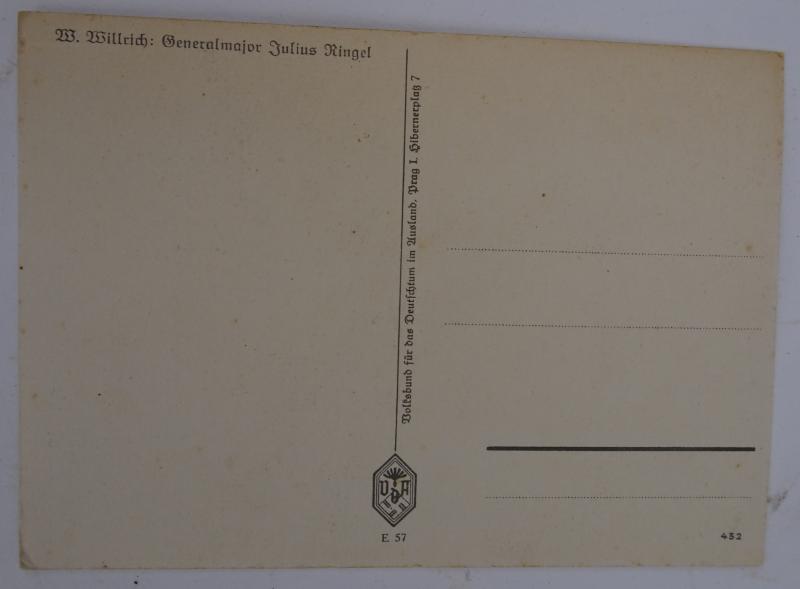 W. Willrich: Generalmajor Julius Ringel
Volksbund für das Deutschtum im Ausland. Prag I. Hibernerplatz 7
VDA
E. 57
432